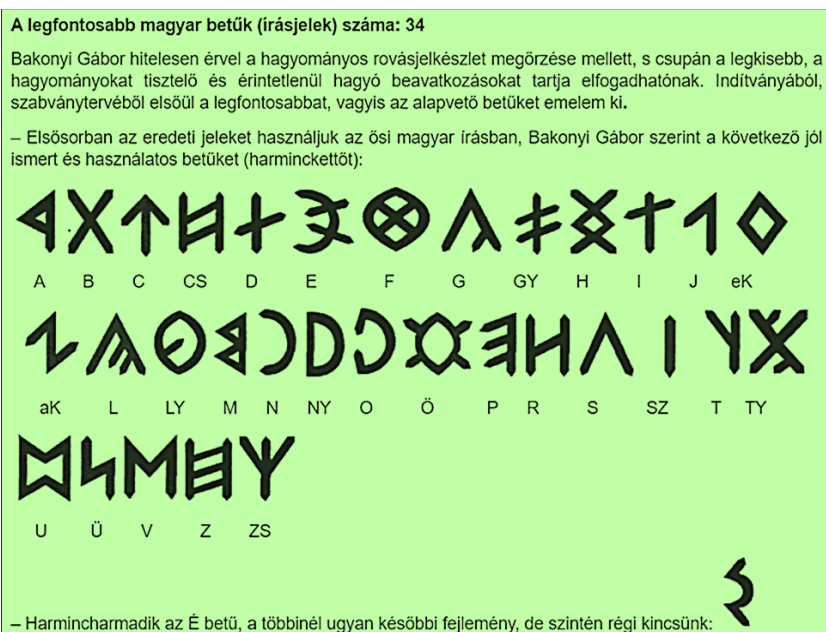 A legfontosabb magyar betűk (írásjelek) száma: 34
Bakonyi Gábor hitelesen érvel a hagyományos rovásjelkészlet megőrzése mellett, s csupán a legkisebb, a
hagyományokat tisztelő és érintetlenül hagyó beavatkozásokat tartja elfogadhatónak. Indítványából,
szabványtervéből elsőül a legfontosabbat, vagyis az alapvető betűket emelem ki.
– Elsősorban az eredeti jeleket használjuk az ősi magyar írásban, Bakonyi Gábor szerint a következő jól
ismert és használatos betűket (harminckettőt):
𐲀 𐲂 𐲄 𐲆 𐲇 𐲉 𐲌 𐲍 𐲎 𐲏 𐲐 𐲒 𐲓
A B C CS D E F G GY H I J eK
𐲔 𐲖 𐲗 𐲘 𐲙 𐲚 𐲛 𐲝 𐲠 𐲢 𐲤 𐲥 𐲦 𐲨
aK L LY M N NY O Ö P R S SZ T TY
𐲪 𐲬 𐲮 𐲯 𐲰
U Ü V Z ZS
– Harmincharmadik az É betű, a többinél ugyan későbbi fejlemény, de szintén régi kincsünk: 𐲋